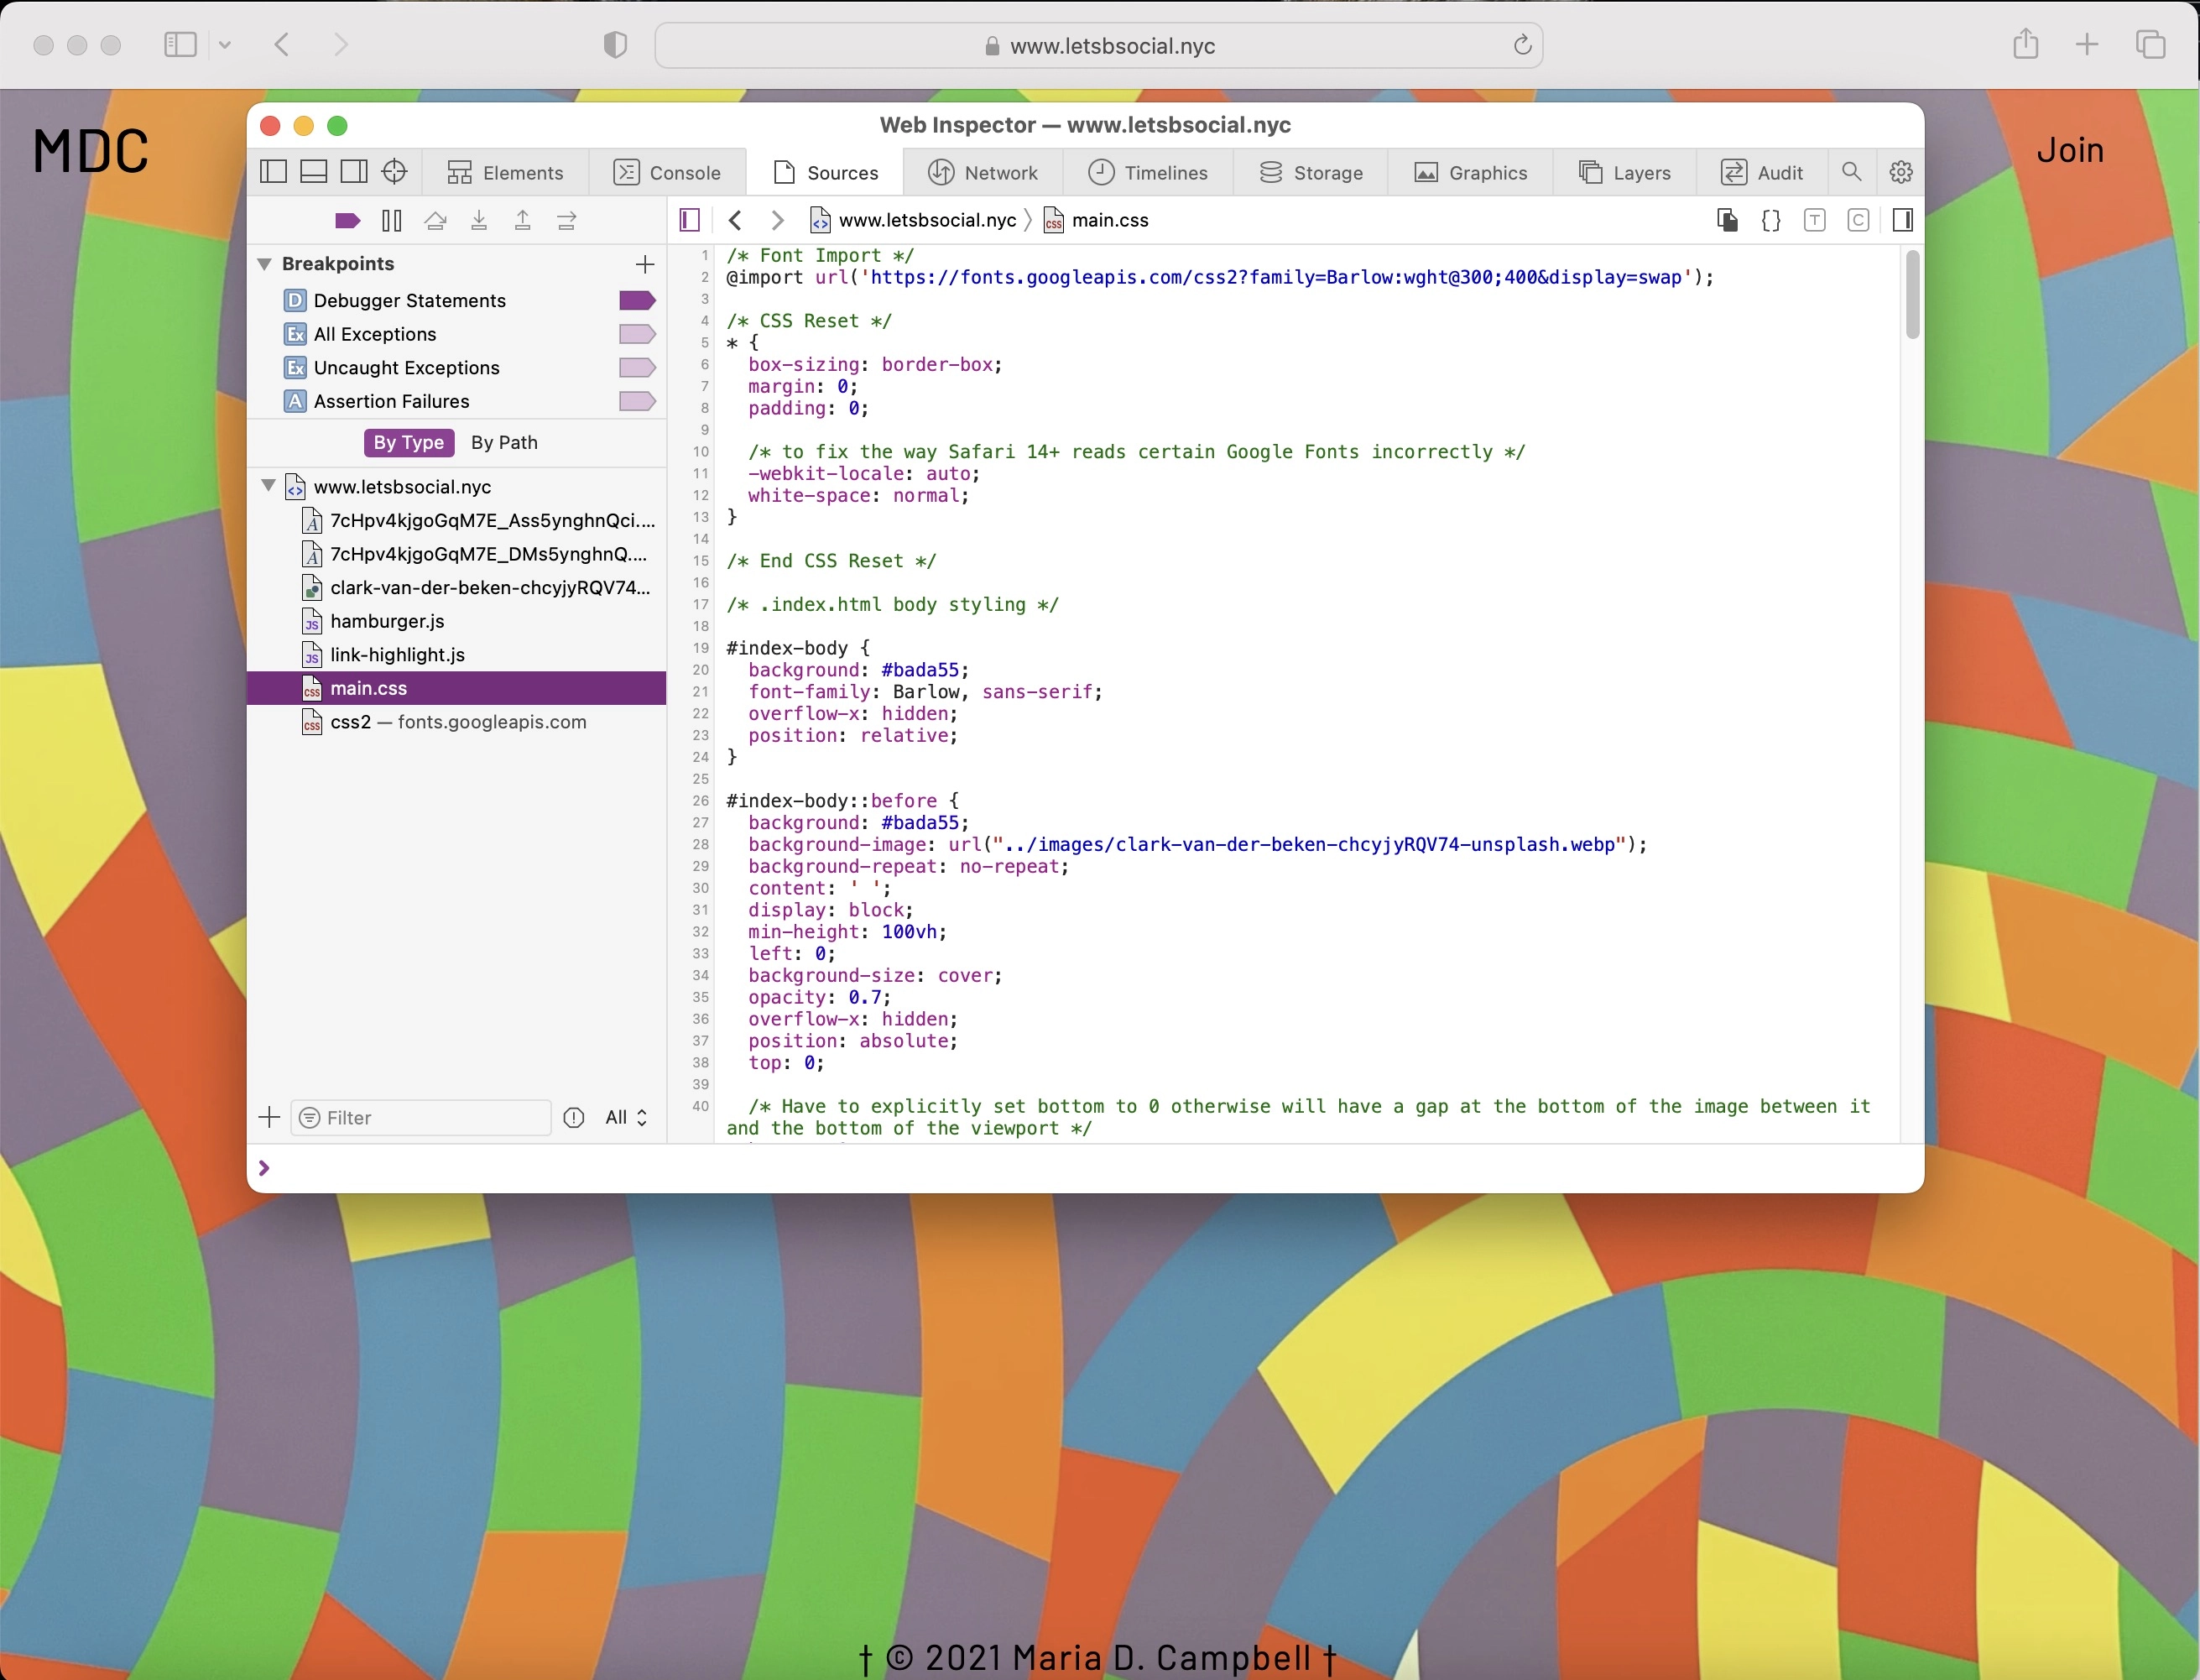 www.letsbsocial.nyc
MDC
Join
Web Inspector — www.letsbsocial.nyc
Elements
Console
Sources
Network
Timelines
Storage
Graphics
Layers
Audit
www.letsbsocial.nyc 〉 main.css
Breakpoints
D Debugger Statements
Ex All Exceptions
Ex Uncaught Exceptions
A Assertion Failures
By Type By Path
www.letsbsocial.nyc
7cHpv4kjgoGqM7E_Ass5ynghnQci....
7cHpv4kjgoGqM7E_DMs5ynghnQ....
clark-van-der-beken-chcyjyRQV74...
JS hamburger.js
JS link-highlight.js
CSS main.css
CSS css2 — fonts.googleapis.com
Filter
All
1 /* Font Import */
2 @import url('https://fonts.googleapis.com/css2?family=Barlow:wght@300;400&display=swap');
3
4 /* CSS Reset */
5 * {
6 box-sizing: border-box;
7 margin: 0;
8 padding: 0;
9
10 /* to fix the way Safari 14+ reads certain Google Fonts incorrectly */
11 -webkit-locale: auto;
12 white-space: normal;
13 }
14
15 /* End CSS Reset */
16
17 /* .index.html body styling */
18
19 #index-body {
20 background: #bada55;
21 font-family: Barlow, sans-serif;
22 overflow-x: hidden;
23 position: relative;
24 }
25
26 #index-body::before {
27 background: #bada55;
28 background-image: url("../images/clark-van-der-beken-chcyjyRQV74-unsplash.webp");
29 background-repeat: no-repeat;
30 content: ' ';
31 display: block;
32 min-height: 100vh;
33 left: 0;
34 background-size: cover;
35 opacity: 0.7;
36 overflow-x: hidden;
37 position: absolute;
38 top: 0;
39
40 /* Have to explicitly set bottom to 0 otherwise will have a gap at the bottom of the image between it
and the bottom of the viewport */
† © 2021 Maria D. Campbell †